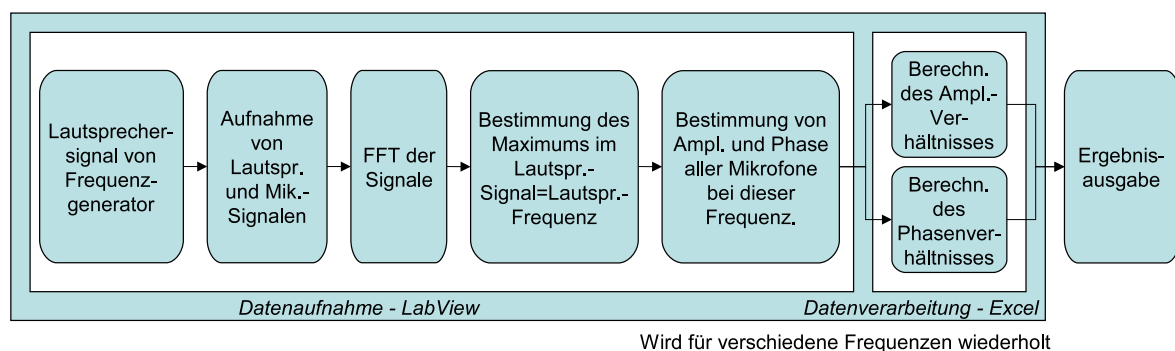 Lautsprecher-
signal von
Frequenz-
generator
Aufnahme
von
Lautspr.
und Mik.-
Signalen
FFT der
Signale
Bestimmung des
Maximums im
Lautspr.-
Signal=Lautspr.-
Frequenz
Bestimmung von
Ampl. und Phase
aller Mikrofone
bei dieser
Frequenz.
Berechn.
des Ampl.-
Ver-
hältnisses
Berechn.
des
Phasenver-
hältnisses
Ergebnis-
ausgabe
Datenaufnahme - LabView
Datenverarbeitung - Excel
Wird für verschiedene Frequenzen wiederholt